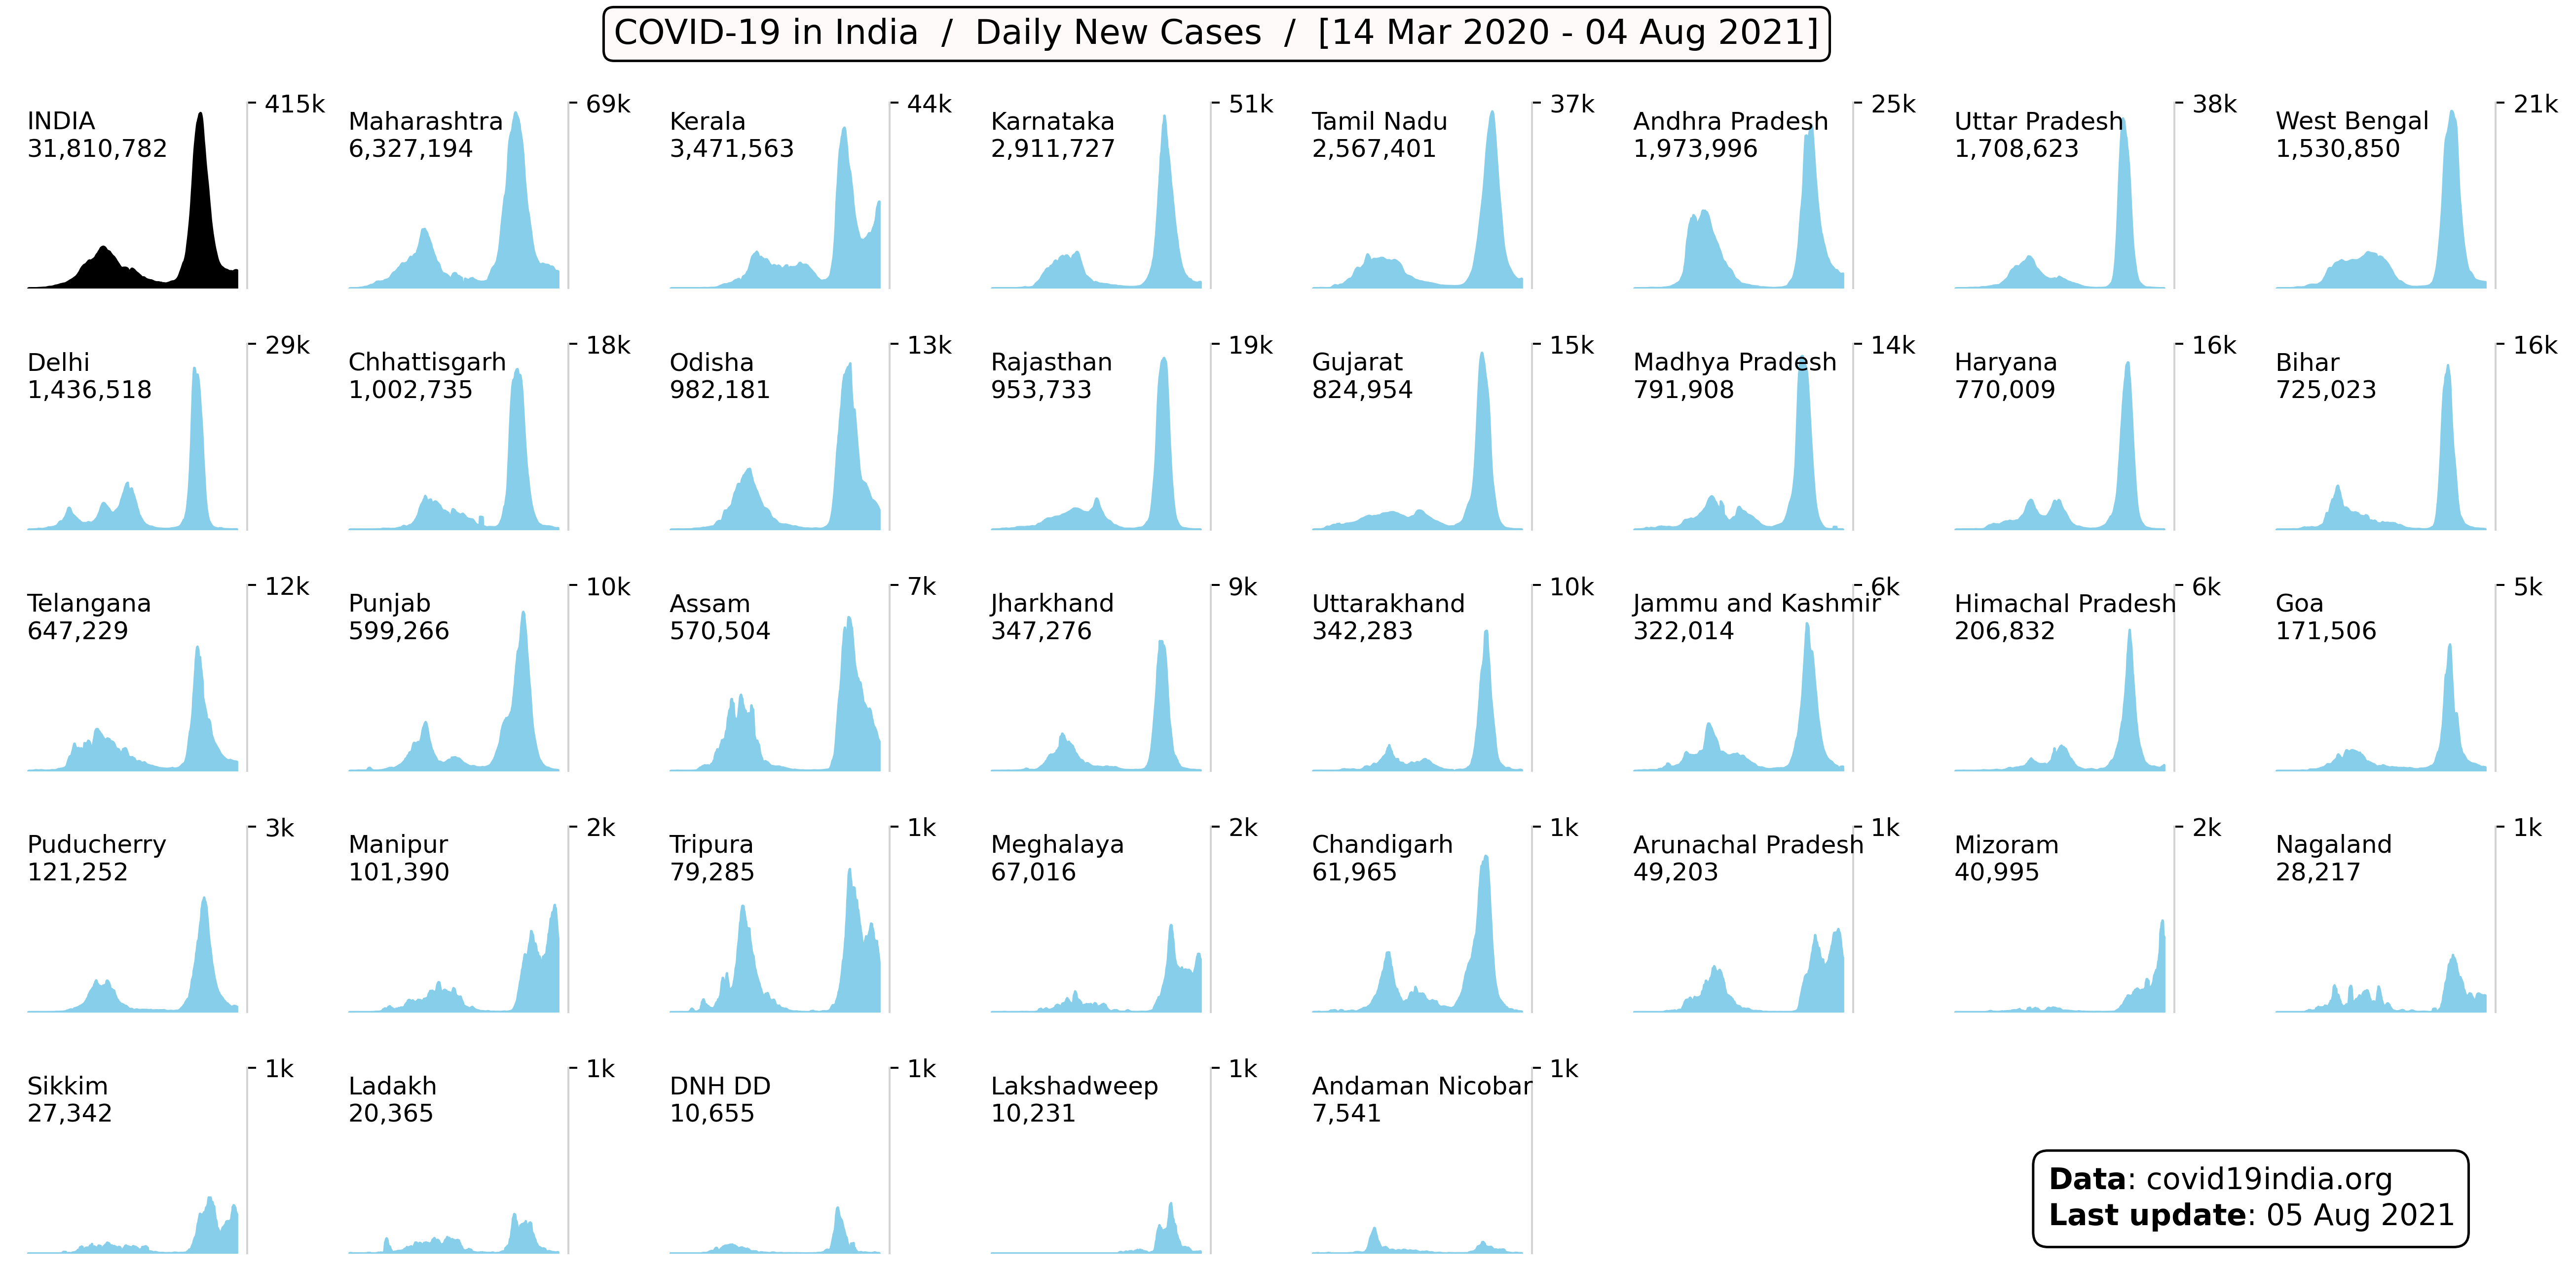 COVID-19 in India / Daily New Cases / [14 Mar 2020 - 04 Aug 2021]
INDIA
31,810,782
415k
Maharashtra
6,327,194
69k
Kerala
3,471,563
44k
Karnataka
2,911,727
51k
Tamil Nadu
2,567,401
37k
Andhra Pradesh
1,973,996
25k
Uttar Pradesh
1,708,623
38k
West Bengal
1,530,850
21k
Delhi
1,436,518
29k
Chhattisgarh
1,002,735
18k
Odisha
982,181
13k
Rajasthan
953,733
19k
Gujarat
824,954
15k
Madhya Pradesh
791,908
14k
Haryana
770,009
16k
Bihar
725,023
16k
Telangana
647,229
12k
Punjab
599,266
10k
Assam
570,504
7k
Jharkhand
347,276
9k
Uttarakhand
342,283
10k
Jammu and Kashmir
322,014
6k
Himachal Pradesh
206,832
6k
Goa
171,506
5k
Puducherry
121,252
3k
Manipur
101,390
2k
Tripura
79,285
1k
Meghalaya
67,016
2k
Chandigarh
61,965
1k
Arunachal Pradesh
49,203
1k
Mizoram
40,995
2k
Nagaland
28,217
1k
Sikkim
27,342
1k
Ladakh
20,365
1k
DNH DD
10,655
1k
Lakshadweep
10,231
1k
Andaman Nicobar
7,541
1k
Data: covid19india.org
Last update: 05 Aug 2021